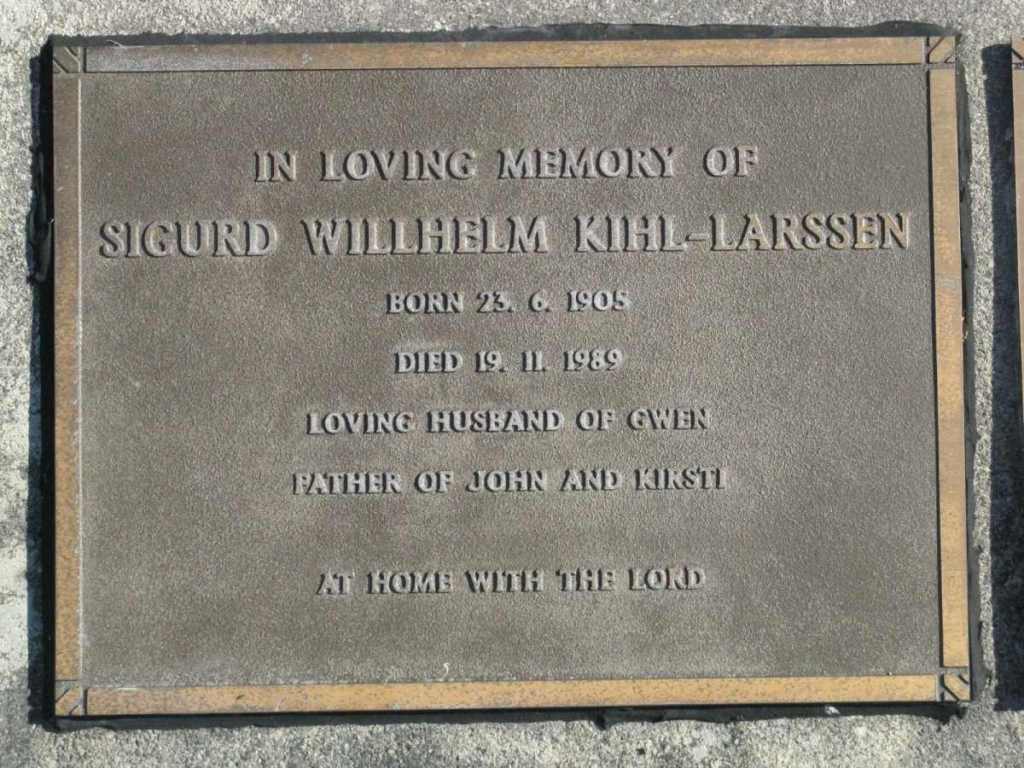 IN LOVING MEMORY OF
SIGURD WILLHELM KIHL-LARSSEN
BORN 23. 6. 1905
DIED 19. 11. 1989
LOVING HUSBAND OF GWEN
FATHER OF JOHN AND KIRSTI
AT HOME WITH THE LORD